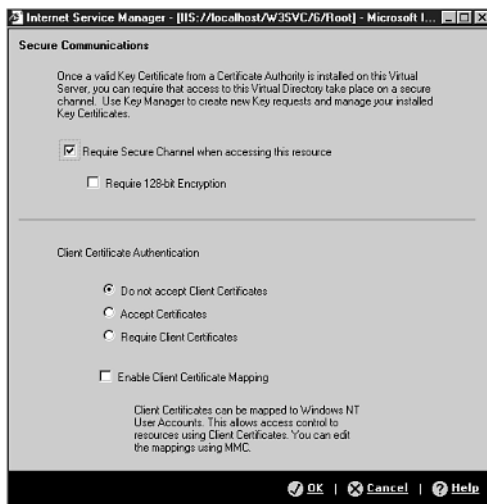 Internet Service Manager - [IIS://localhost/W3SVC/6/Root] - Microsoft I...
Secure Communications
Once a valid Key Certificate from a Certificate Authority is installed on this Virtual
Server, you can require that access to this Virtual Directory take place on a secure
channel. Use Key Manager to create new Key requests and manage your installed
Key Certificates.
Require Secure Channel when accessing this resource
Require 128-bit Encryption
Client Certificate Authentication
Do not accept Client Certificates
Accept Certificates
Require Client Certificates
Enable Client Certificate Mapping
Client Certificates can be mapped to Windows NT
User Accounts. This allows access control to
resources using Client Certificates. You can edit
the mappings using MMC.
OK | Cancel | Help